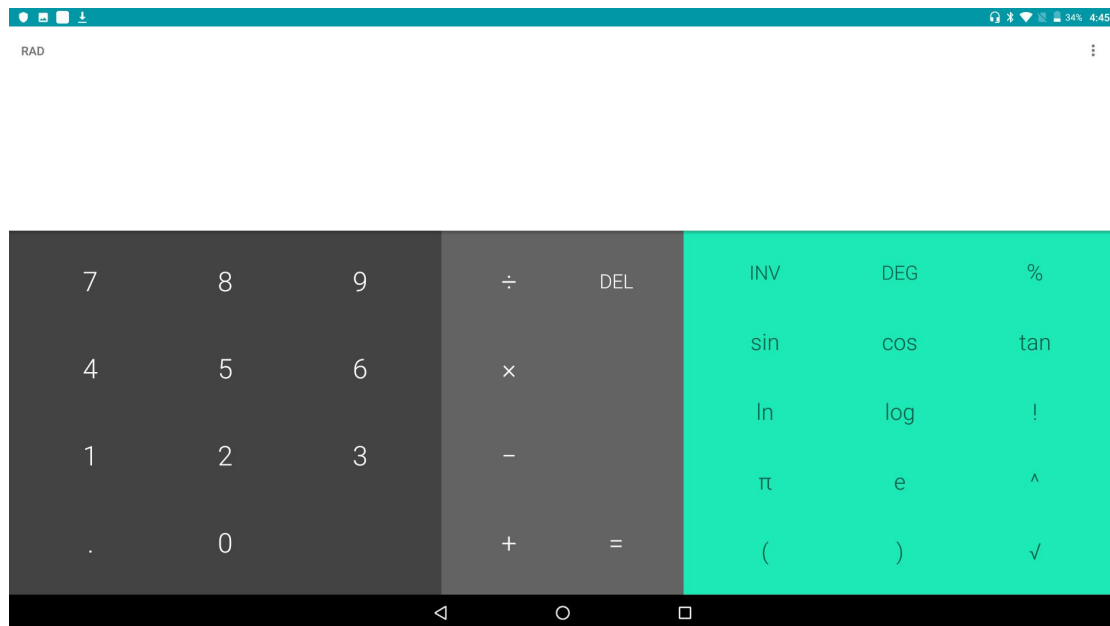 34% 4:45
RAD
7 8 9 ÷ DEL INV DEG %
4 5 6 × sin cos tan
1 2 3 − ln log !
. 0 + = π e ^
( ) √